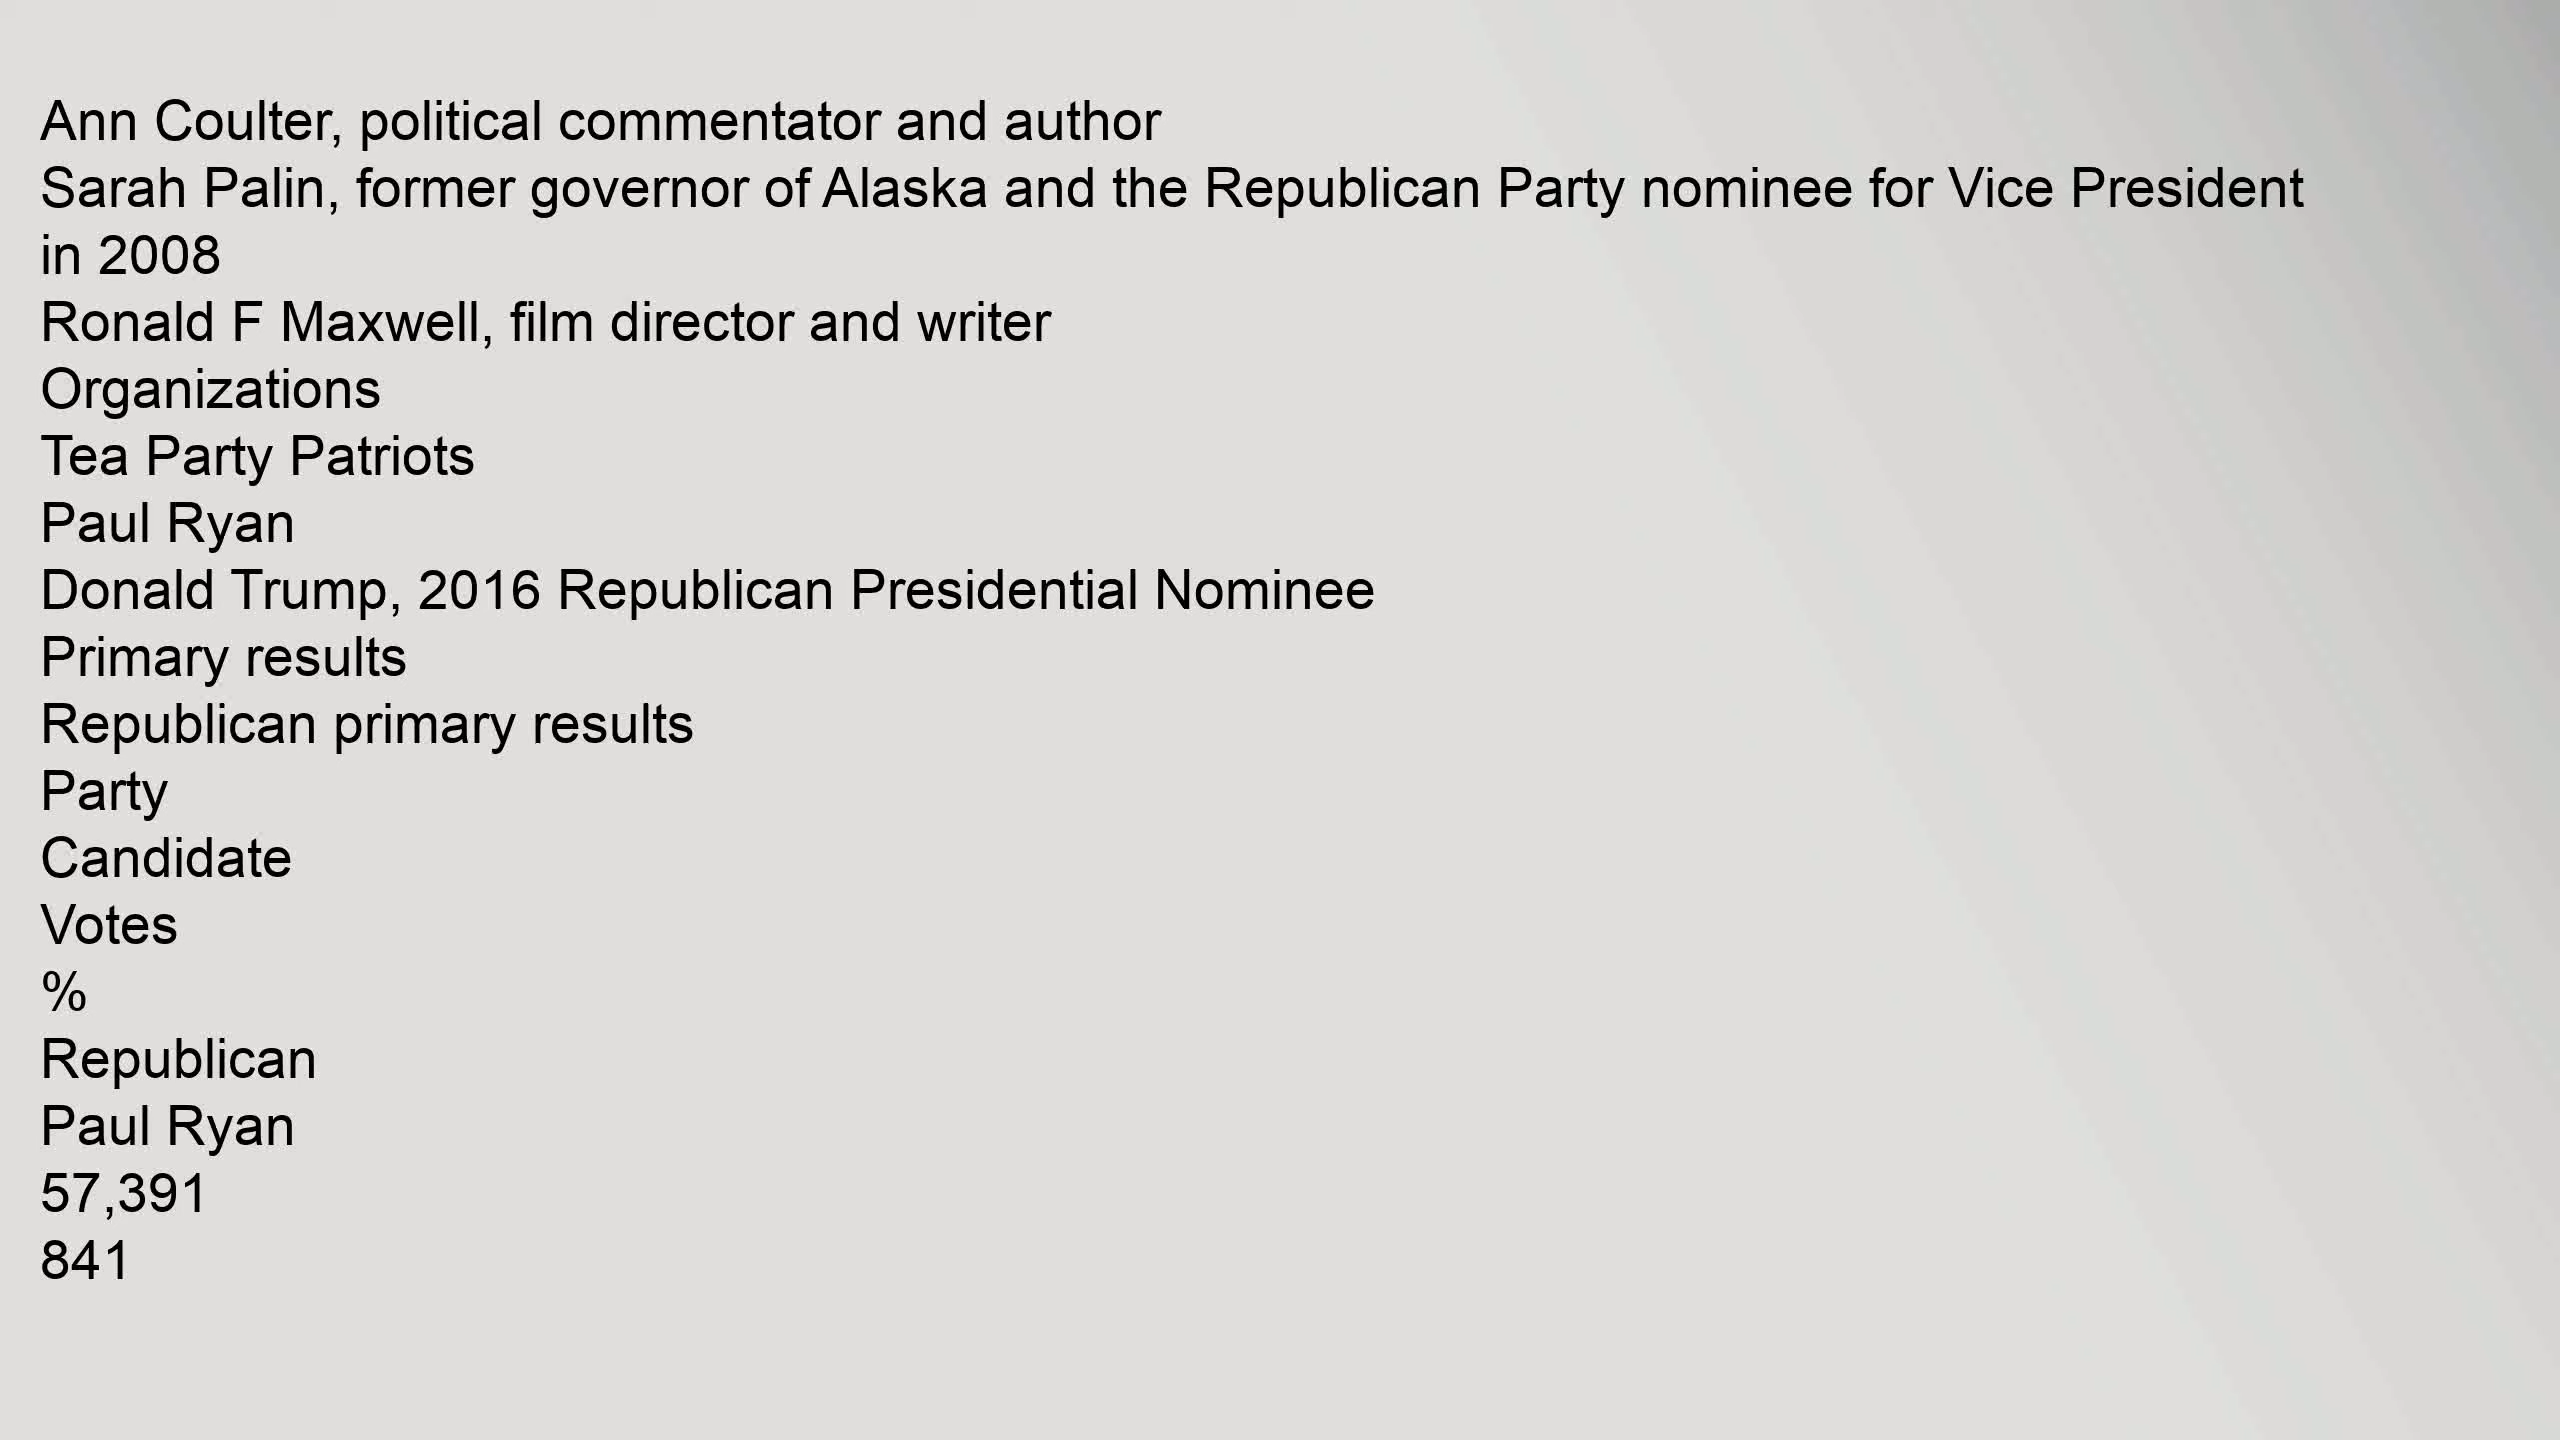 Ann Coulter, political commentator and author
Sarah Palin, former governor of Alaska and the Republican Party nominee for Vice President
in 2008
Ronald F Maxwell, film director and writer
Organizations
Tea Party Patriots
Paul Ryan
Donald Trump, 2016 Republican Presidential Nominee
Primary results
Republican primary results
Party
Candidate
Votes
%
Republican
Paul Ryan
57,391
841